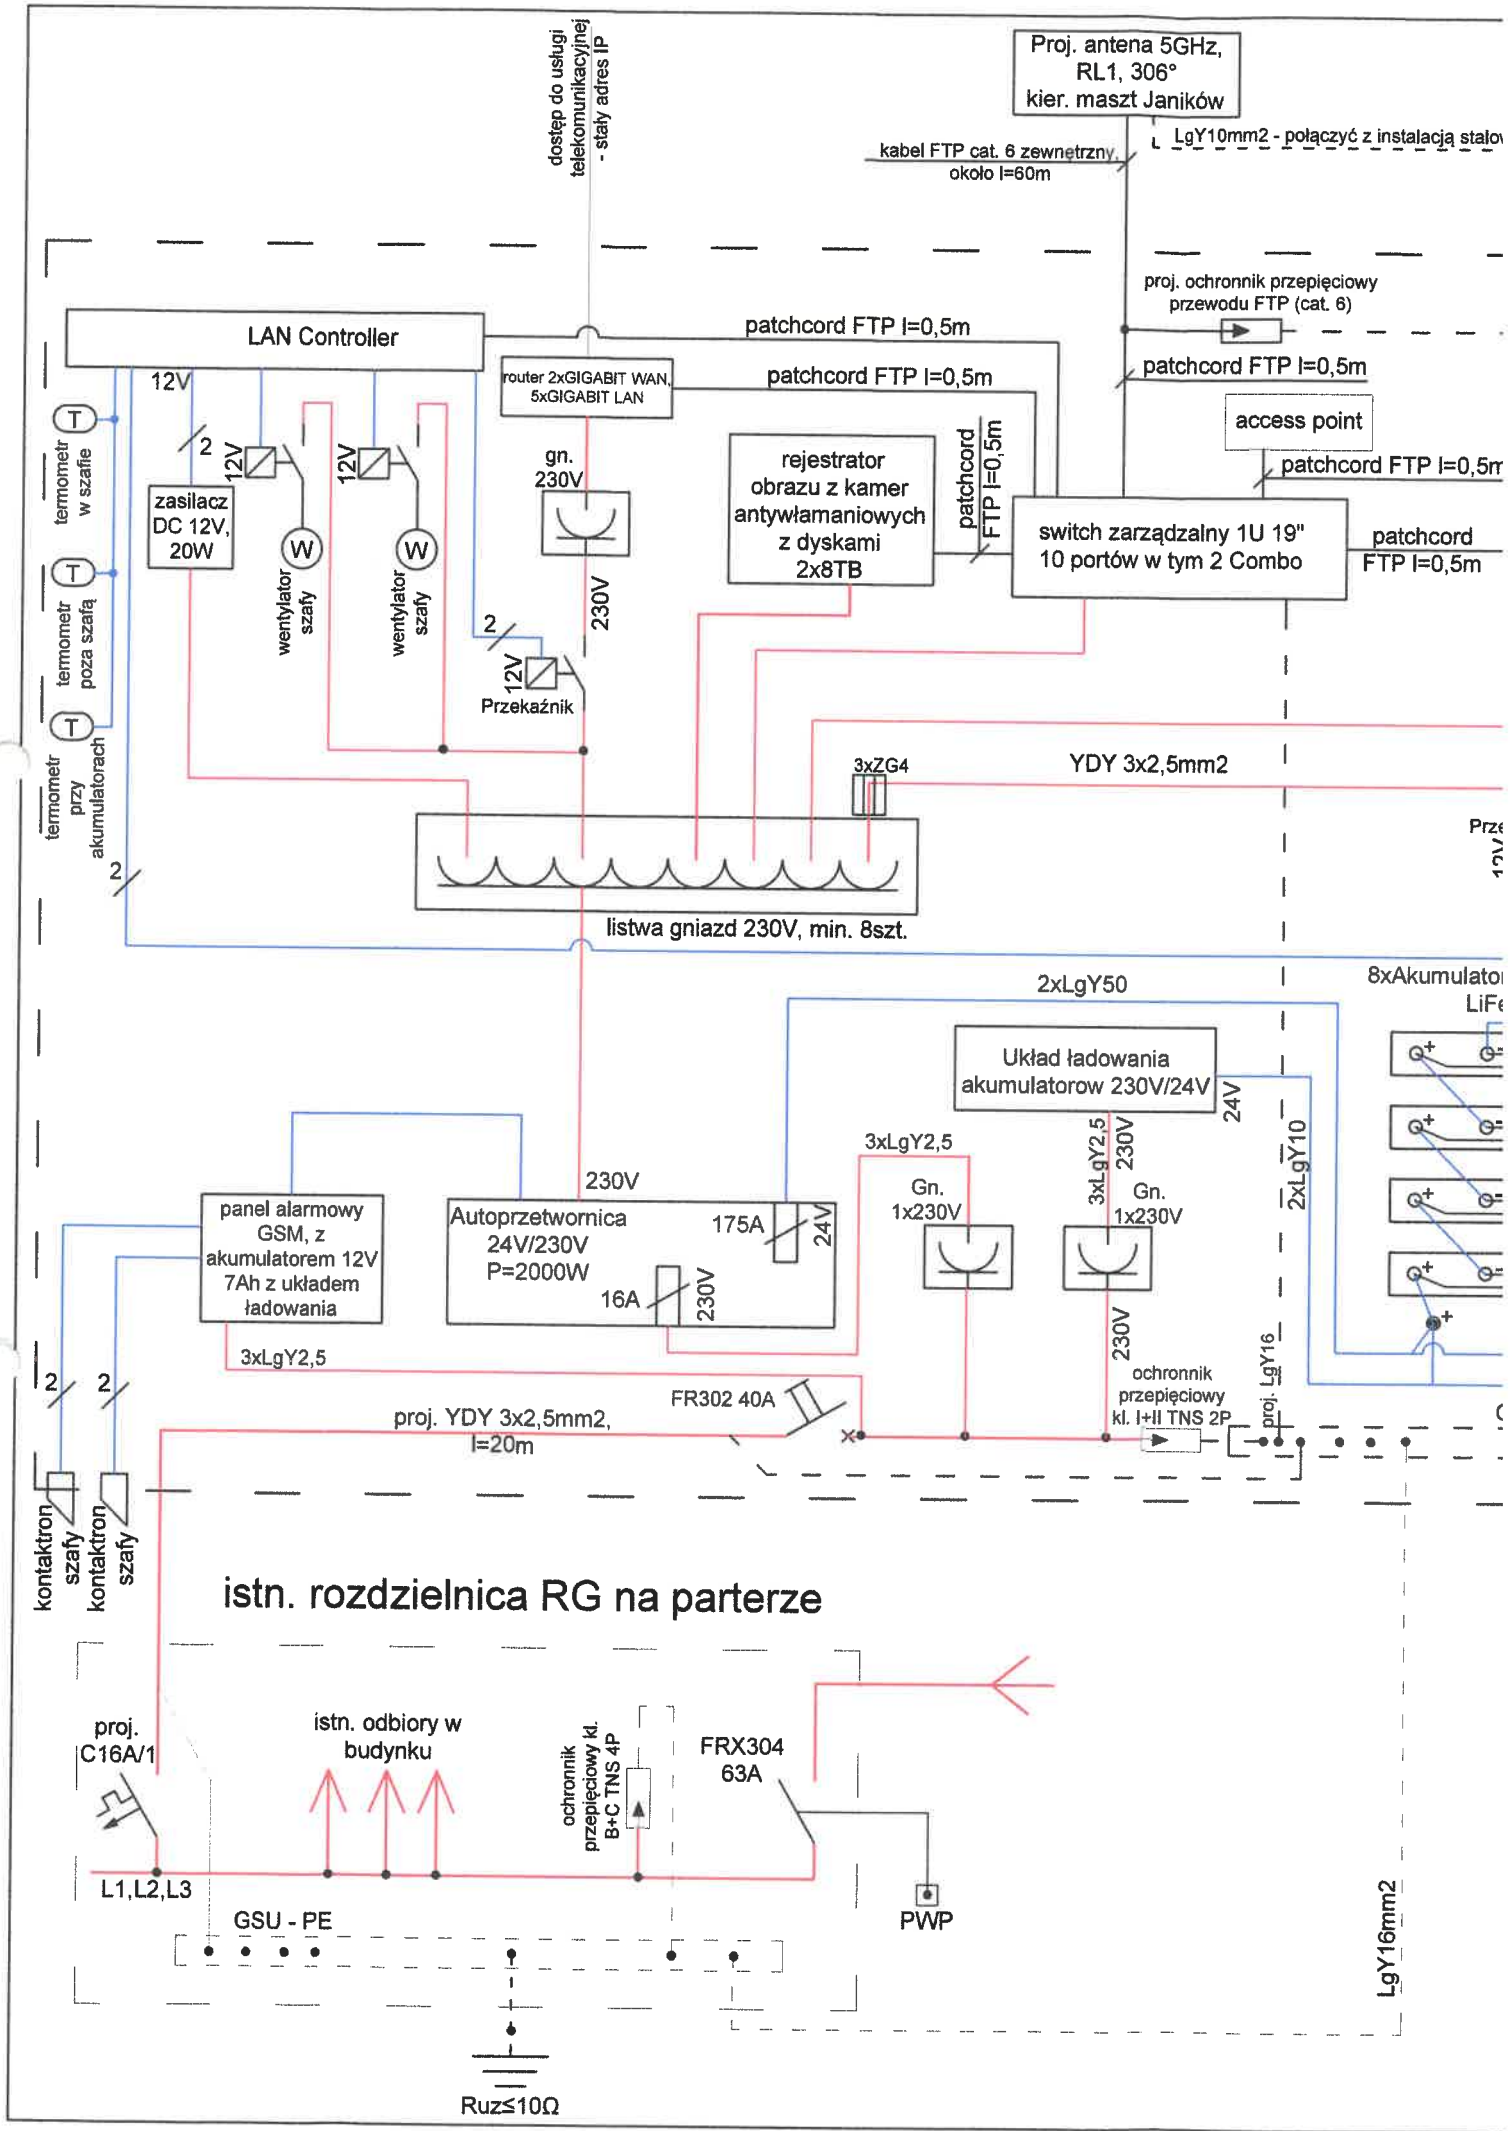 dostęp do usługi
telekomunikacyjnej
- stały adres IP
Proj. antena 5GHz,
RL1, 306°
kier. maszt Janików
LgY10mm2 - połączyć z instalacją
kabel FTP cat. 6 zewnętrzny,
około l=60m
proj. ochronnik przepięciowy
przewodu FTP (cat. 6)
LAN Controller
patchcord FTP l=0,5m
router 2xGIGABIT WAN,
5xGIGABIT LAN
patchcord FTP l=0,5m
patchcord FTP l=0,5m
access point
patchcord FTP l=0,5m
12V
2
T
termometr
w szafie
T
termometr
poza szafą
T
termometr
przy
akumulatorach
zasilacz
DC 12V,
20W
12V
W
wentylator
szafy
12V
W
wentylator
szafy
gn.
230V
230V
2
12V
Przekaźnik
rejestrator
obrazu z kamer
antywłamaniowych
z dyskami
2x8TB
patchcord
FTP l=0,5m
switch zarządzalny 1U 19"
10 portów w tym 2 Combo
patchcord
FTP l=0,5m
3xZG4
YDY 3x2,5mm2
12V
2
listwa gniazd 230V, min. 8szt.
2xLgY50
8xAkumulator
Układ ładowania
akumulatorow 230V/24V
24V
2xLgY10
3xLgY2,5
3xLgY2,5
230V
Gn.
1x230V
Gn.
1x230V
230V
+
-
+
-
+
-
+
-
+
230V
panel alarmowy
GSM, z
akumulatorem 12V
7Ah z układem
ładowania
Autoprzetwornica
24V/230V
P=2000W
175A
24V
16A
230V
3xLgY2,5
2
2
FR302 40A
proj. YDY 3x2,5mm2,
l=20m
ochronnik
przepięciowy
kl. I+II TNS 2P
proj. LgY16
kontaktron
szafy
kontaktron
szafy
istn. rozdzielnica RG na parterze
proj.
C16A/1
istn. odbiory w
budynku
ochronnik
przepięciowy kl.
B+C TNS 4P
FRX304
63A
L1,L2,L3
GSU - PE
PWP
LgY16mm2
Ruz≤10Ω